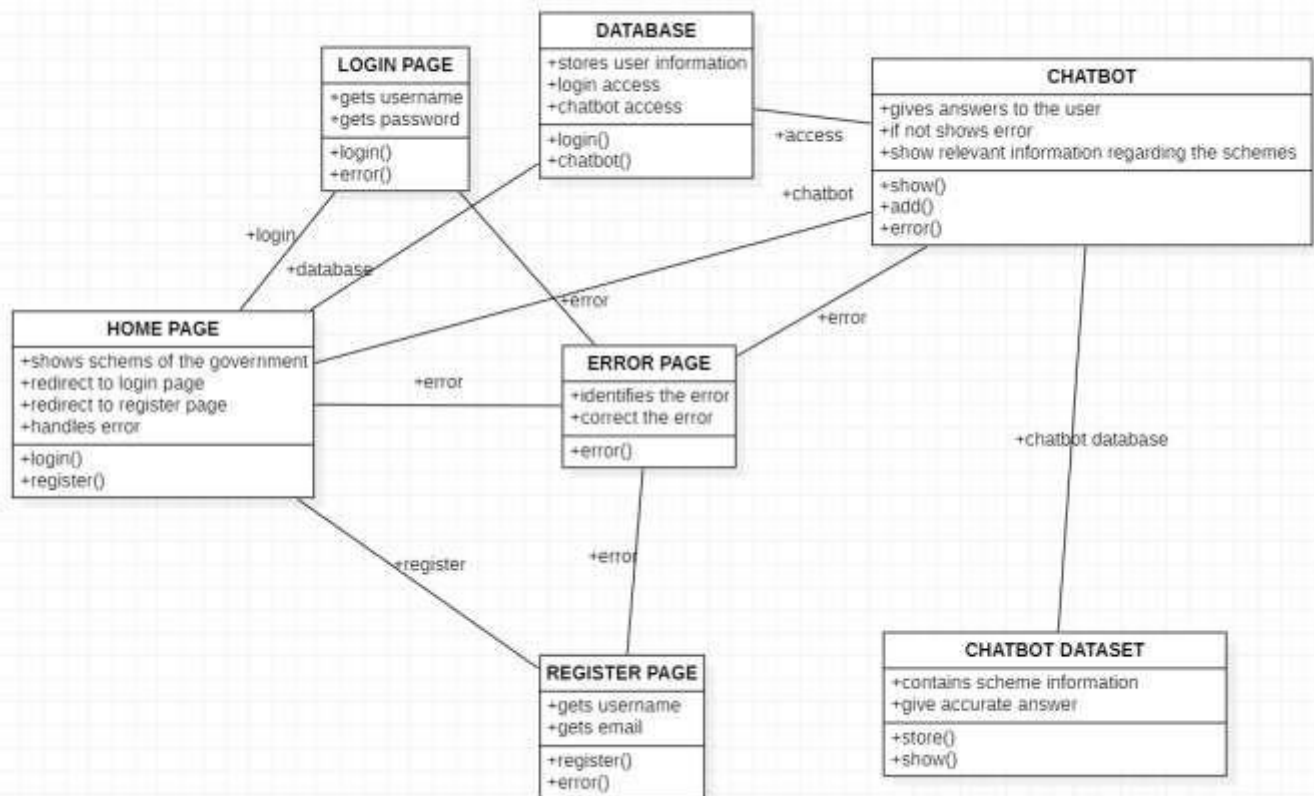 DATABASE
+stores user information
+login access
+chatbot access
+login()
+chatbot()
LOGIN PAGE
+gets username
+gets password
+login()
+error()
CHATBOT
+gives answers to the user
+if not shows error
+show relevant information regarding the schemes
+show()
+add()
+error()
+access
+chatbot
+login
+database
+error
+error
HOME PAGE
+shows schems of the government
+redirect to login page
+redirect to register page
+handles error
+login()
+register()
+error
ERROR PAGE
+identifies the error
+correct the error
+error()
+chatbot database
+register
+error
REGISTER PAGE
+gets username
+gets email
+register()
+error()
CHATBOT DATASET
+contains scheme information
+give accurate answer
+store()
+show()